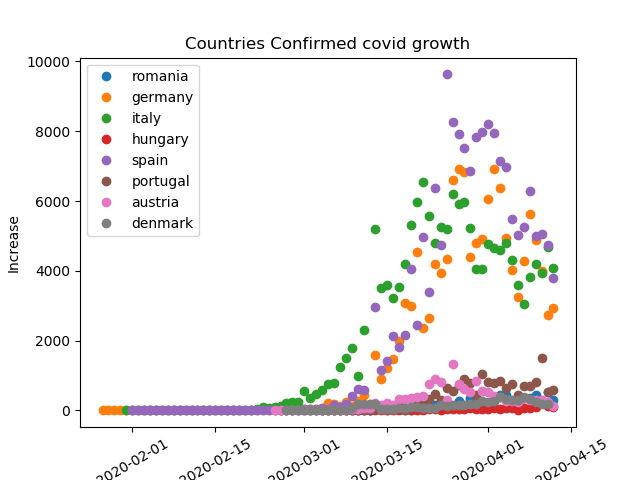 Countries Confirmed covid growth
romania
germany
italy
hungary
spain
portugal
austria
denmark
Increase
10000
8000
6000
4000
2000
0
2020-02-01
2020-02-15
2020-03-01
2020-03-15
2020-04-01
2020-04-15